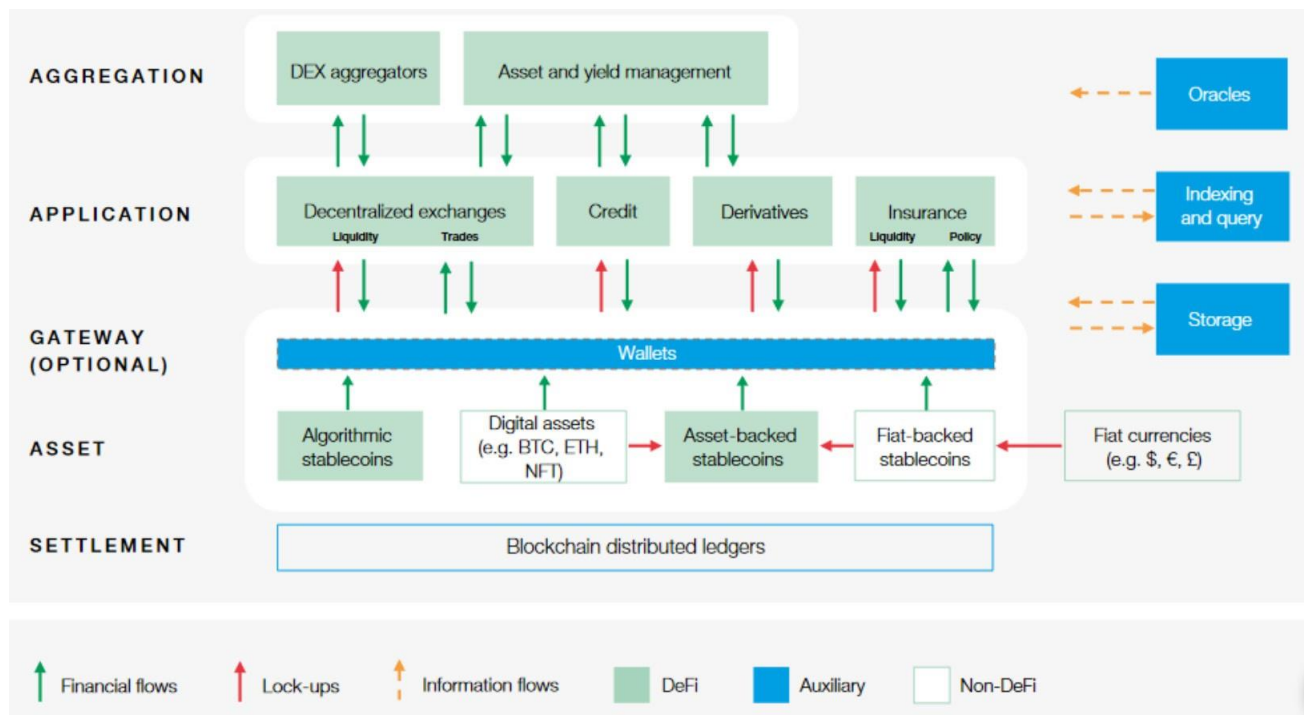 AGGREGATION
DEX aggregators
Asset and yield management
Oracles
APPLICATION
Decentralized exchanges
Liquidity
Trades
Credit
Derivatives
Insurance
Liquidity
Policy
Indexing
and query
GATEWAY
(OPTIONAL)
Wallets
Storage
ASSET
Algorithmic
stablecoins
Digital assets
(e.g. BTC, ETH,
NFT)
Asset-backed
stablecoins
Fiat-backed
stablecoins
Fiat currencies
(e.g. $, €, £)
SETTLEMENT
Blockchain distributed ledgers
Financial flows
Lock-ups
Information flows
DeFi
Auxiliary
Non-DeFi